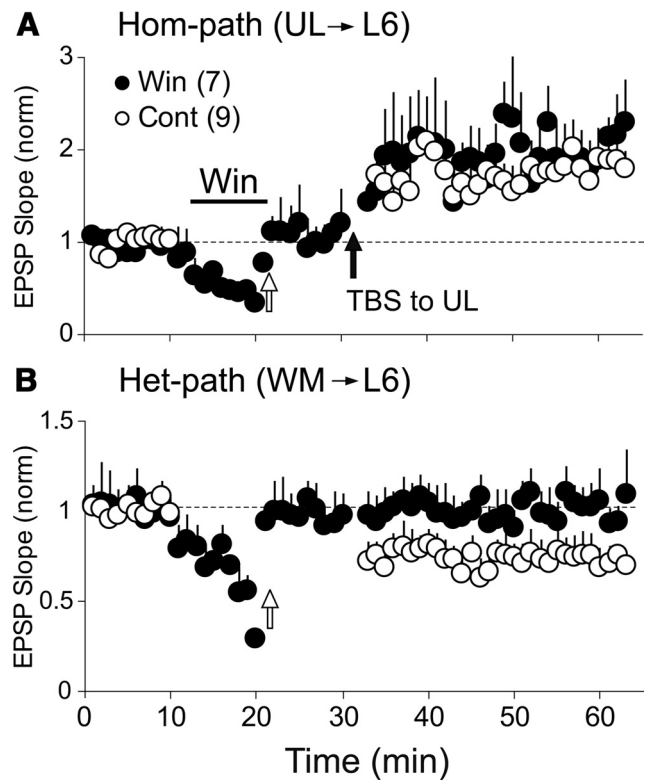 A Hom-path (UL→L6)
3
Win (7)
Cont (9)
2
Win
1
TBS to UL
0
EPSP Slope (norm)
B Het-path (WM→L6)
1.5
1
0.5
0
EPSP Slope (norm)
0 10 20 30 40 50 60
Time (min)